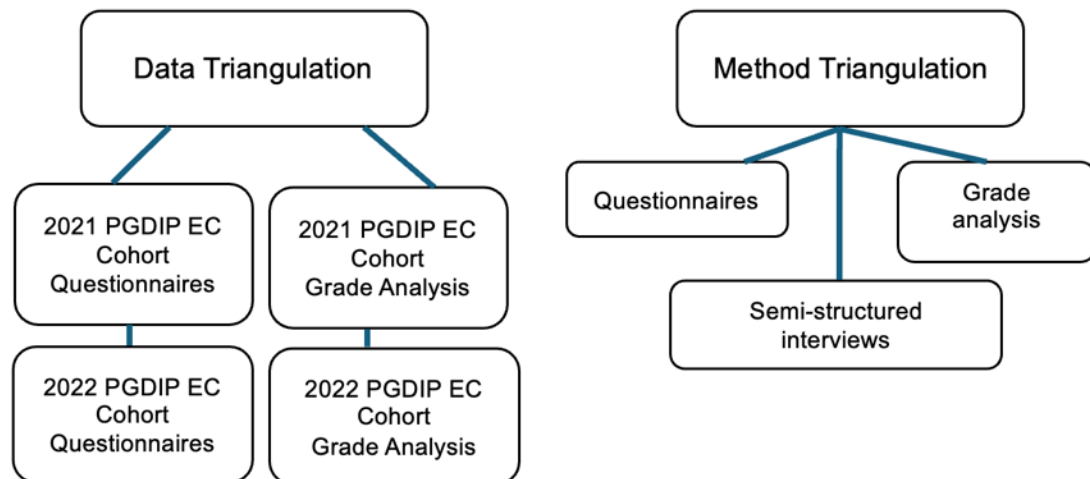 Data Triangulation
2021 PGDIP EC
Cohort
Questionnaires
2021 PGDIP EC
Cohort
Grade Analysis
2022 PGDIP EC
Cohort
Questionnaires
2022 PGDIP EC
Cohort
Grade Analysis
Method Triangulation
Questionnaires
Grade
analysis
Semi-structured
interviews